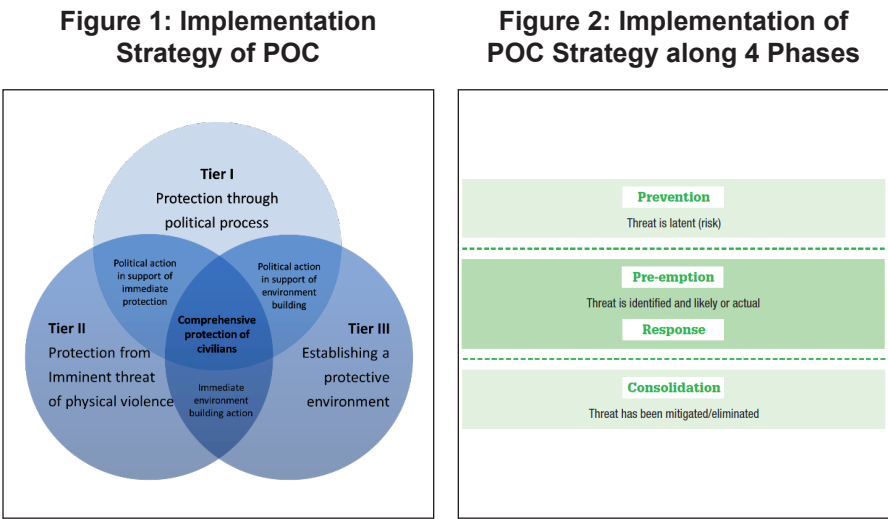 Figure 1: Implementation
Strategy of POC
Tier I
Protection through
political process
Political action
in support of
immediate
protection
Political action
in support of
environment
building
Comprehensive
protection of
civilians
Tier II
Protection from
Imminent threat
of physical violence
Tier III
Establishing a
protective
environment
Immediate
environment
building action
Figure 2: Implementation of
POC Strategy along 4 Phases
Prevention
Threat is latent (risk)
Pre-emption
Threat is identified and likely or actual
Response
Consolidation
Threat has been mitigated/eliminated